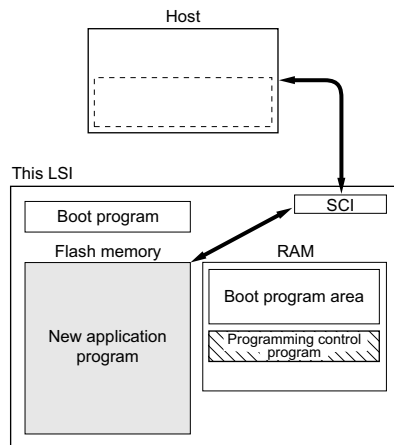 Host
This LSI
SCI
Boot program
Flash memory
RAM
New application
program
Boot program area
Programming control
program